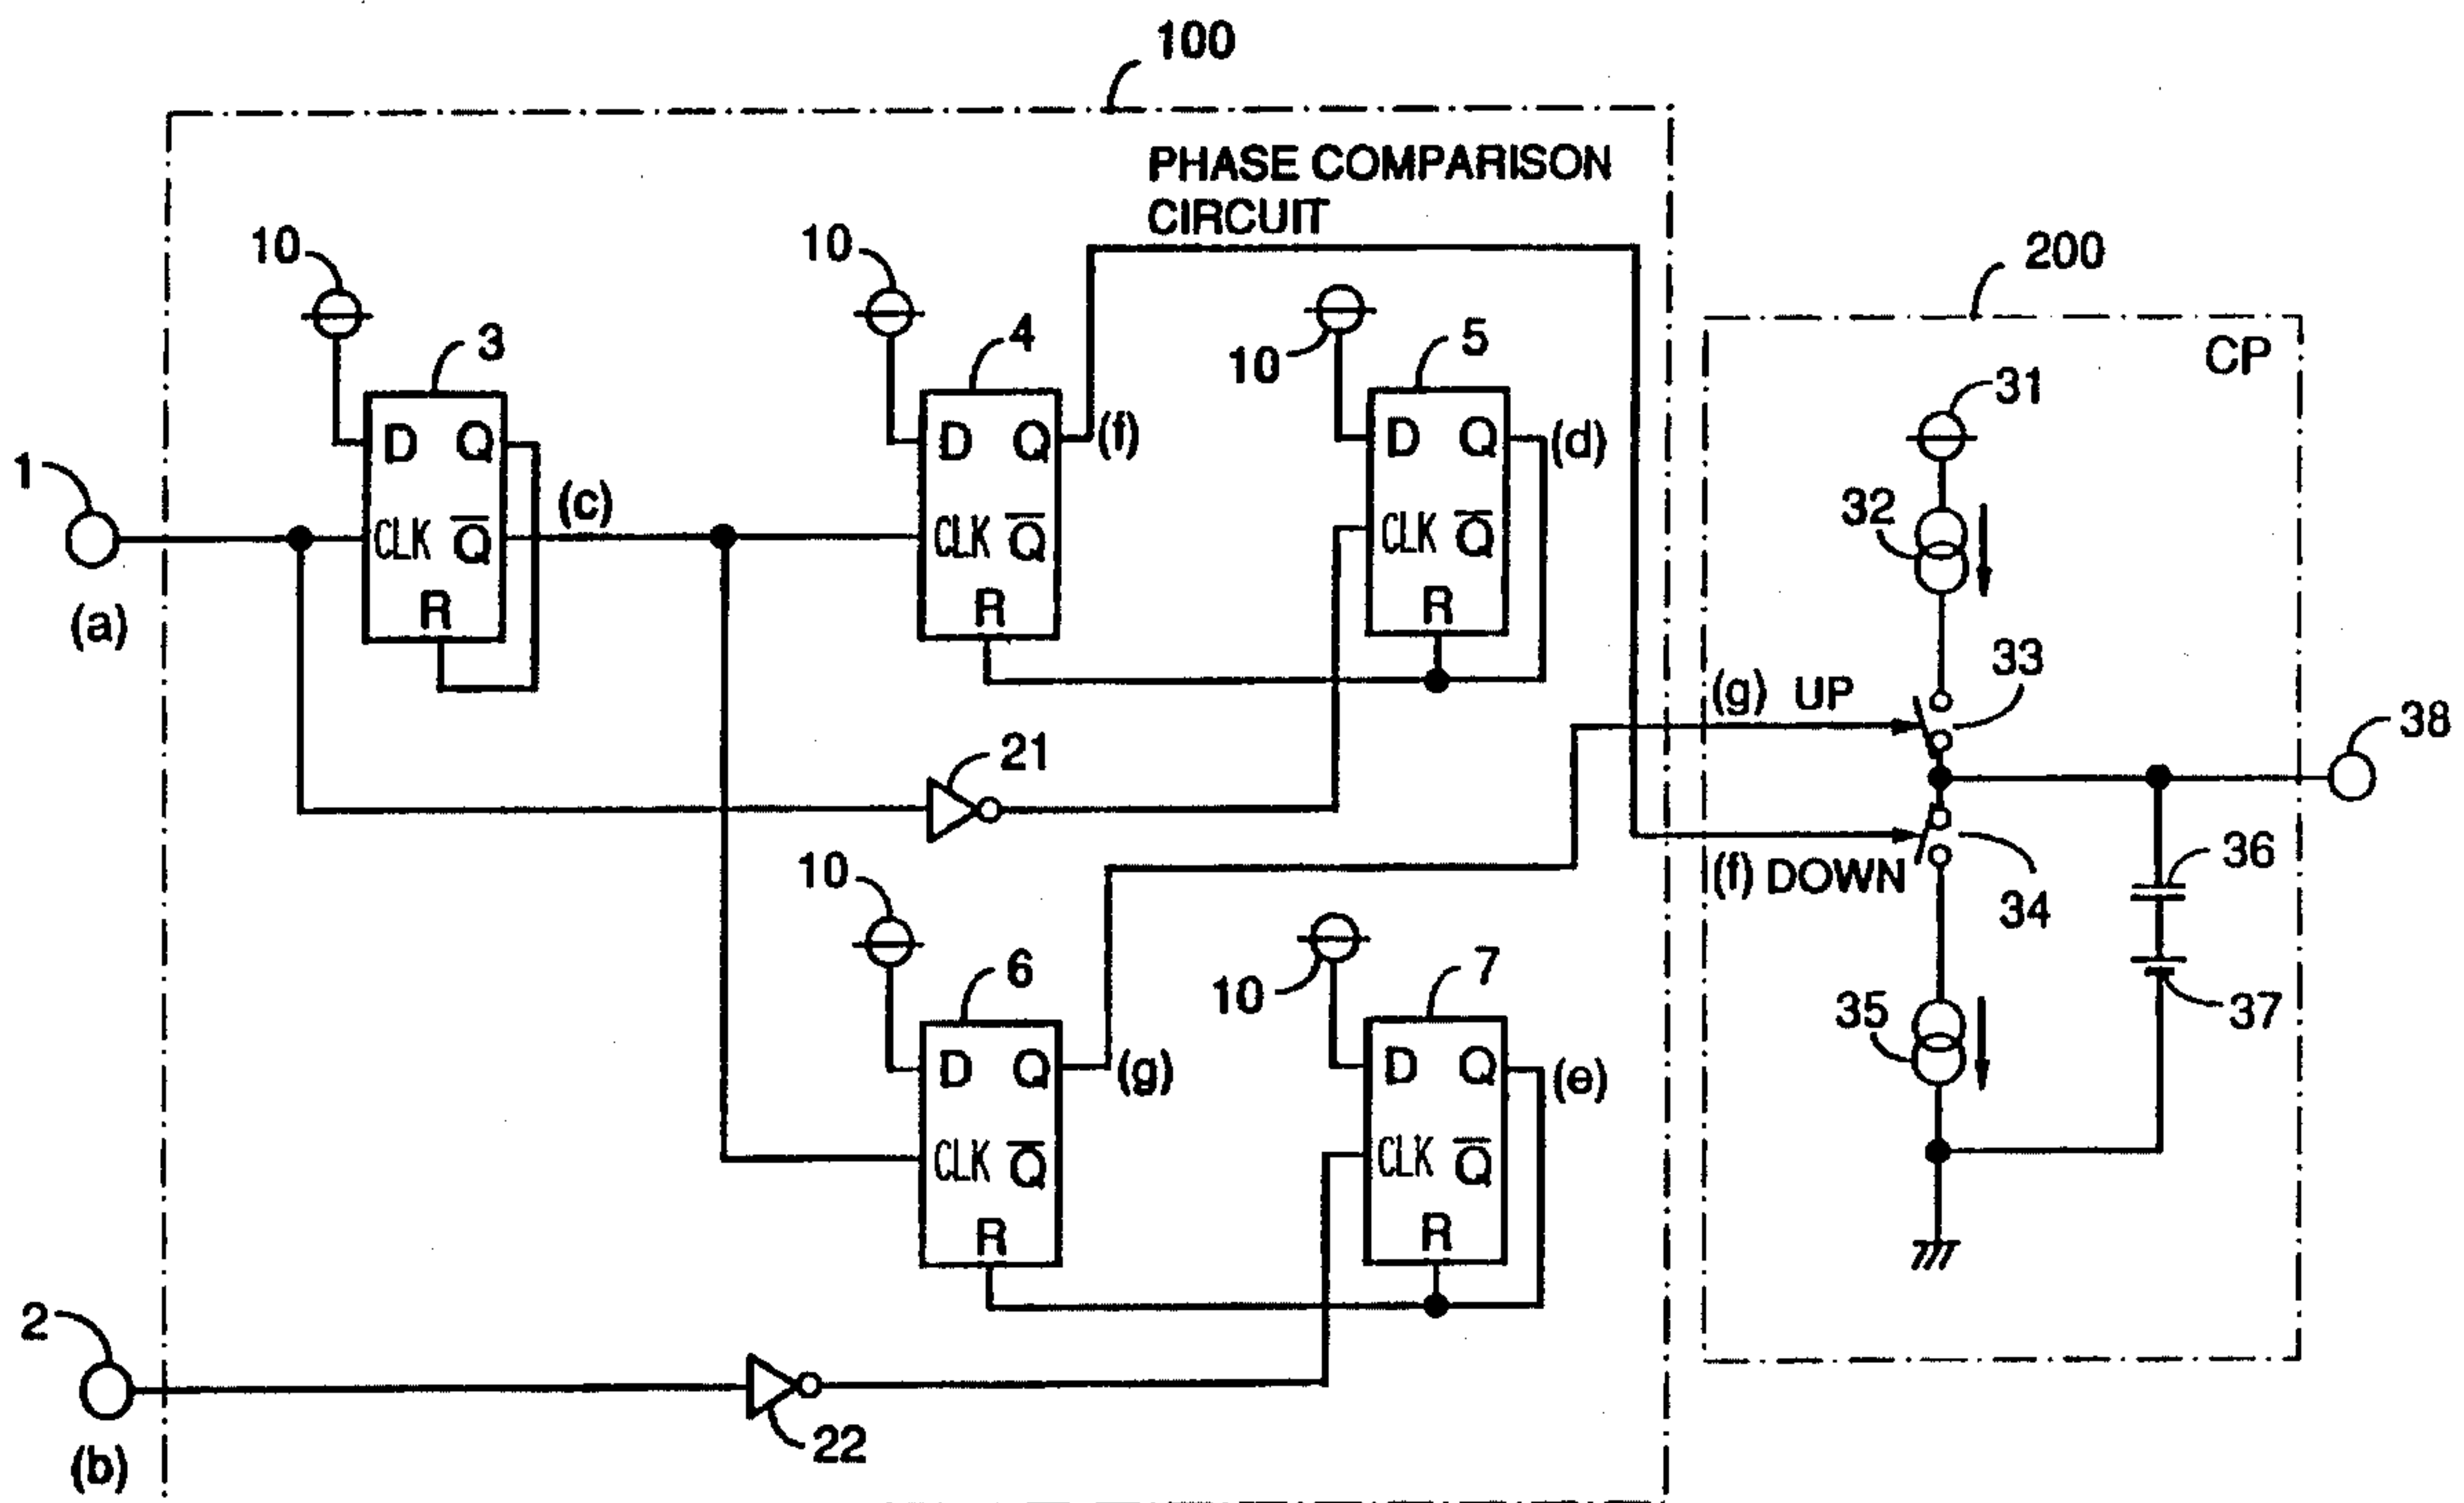 100
PHASE COMPARISON
CIRCUIT
10
10
10
200
CP
3
4
5
31
D Q
D Q (f)
D Q (d)
1
(c)
32
CLK Q̅
CLK Q̅
CLK Q̅
R
R
R
(a)
33
(g) UP
38
21
36
(f) DOWN
34
10
10
6
7
37
35
D Q (g)
D Q (e)
CLK Q̅
CLK Q̅
R
R
2
22
(b)